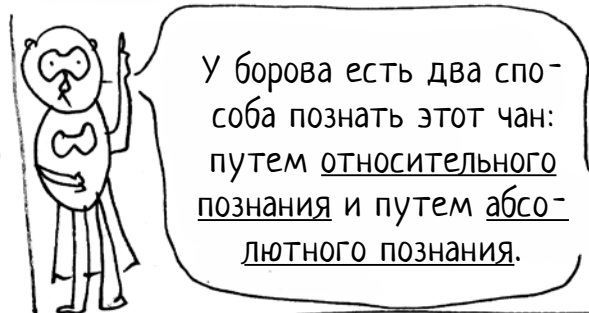 У борова есть два спо-
соба познать этот чан:
путем относительного
познания и путем абсо-
лютного познания.